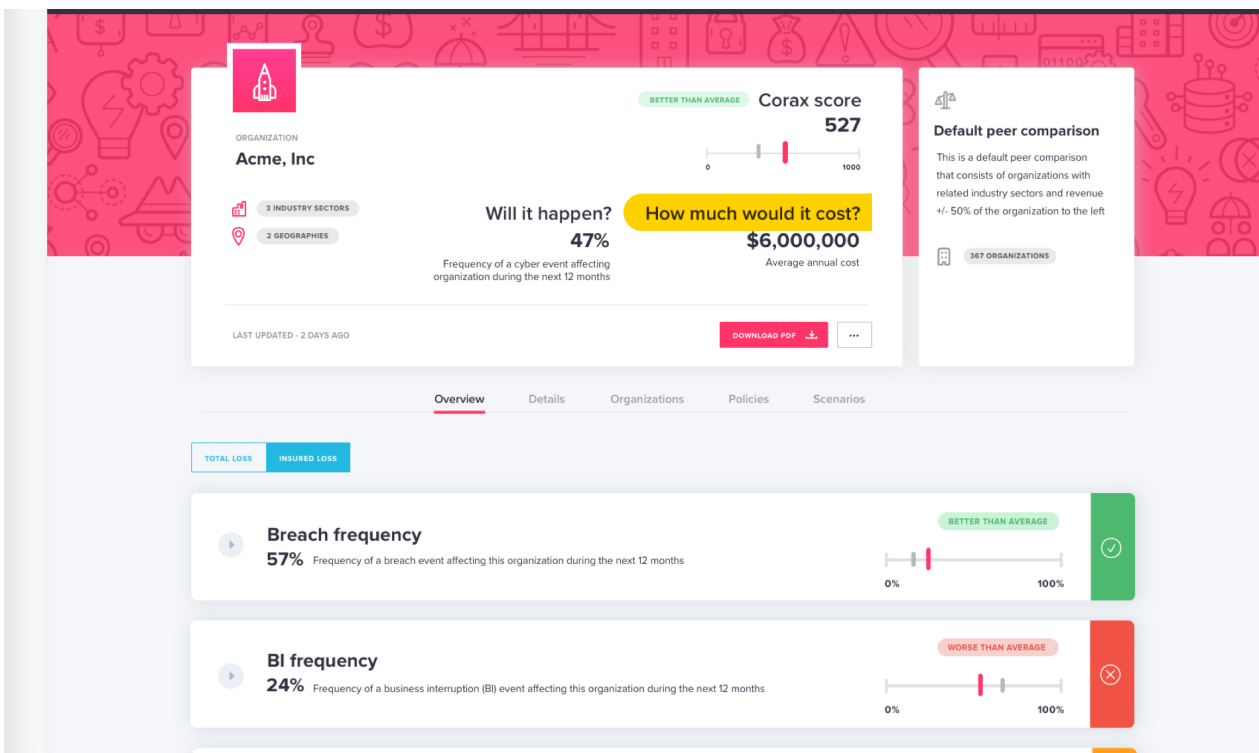 01100
ORGANIZATION
Acme, Inc
3 INDUSTRY SECTORS
2 GEOGRAPHIES
BETTER THAN AVERAGE
Corax score
527
0
1000
Will it happen?
47%
Frequency of a cyber event affecting
organization during the next 12 months
How much would it cost?
$6,000,000
Average annual cost
LAST UPDATED - 2 DAYS AGO
DOWNLOAD PDF
...
Default peer comparison
This is a default peer comparison
that consists of organizations with
related industry sectors and revenue
+/- 50% of the organization to the left
367 ORGANIZATIONS
Overview
Details
Organizations
Policies
Scenarios
TOTAL LOSS
INSURED LOSS
Breach frequency
57% Frequency of a breach event affecting this organization during the next 12 months
BETTER THAN AVERAGE
0%
100%
BI frequency
24% Frequency of a business interruption (BI) event affecting this organization during the next 12 months
WORSE THAN AVERAGE
0%
100%